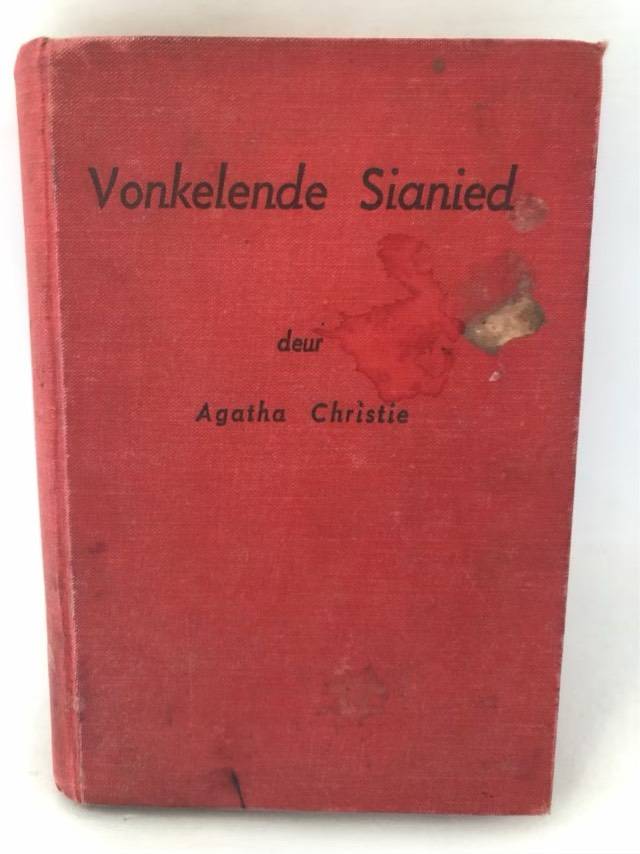 Vonkelende Sianied
deur
Agatha Christie